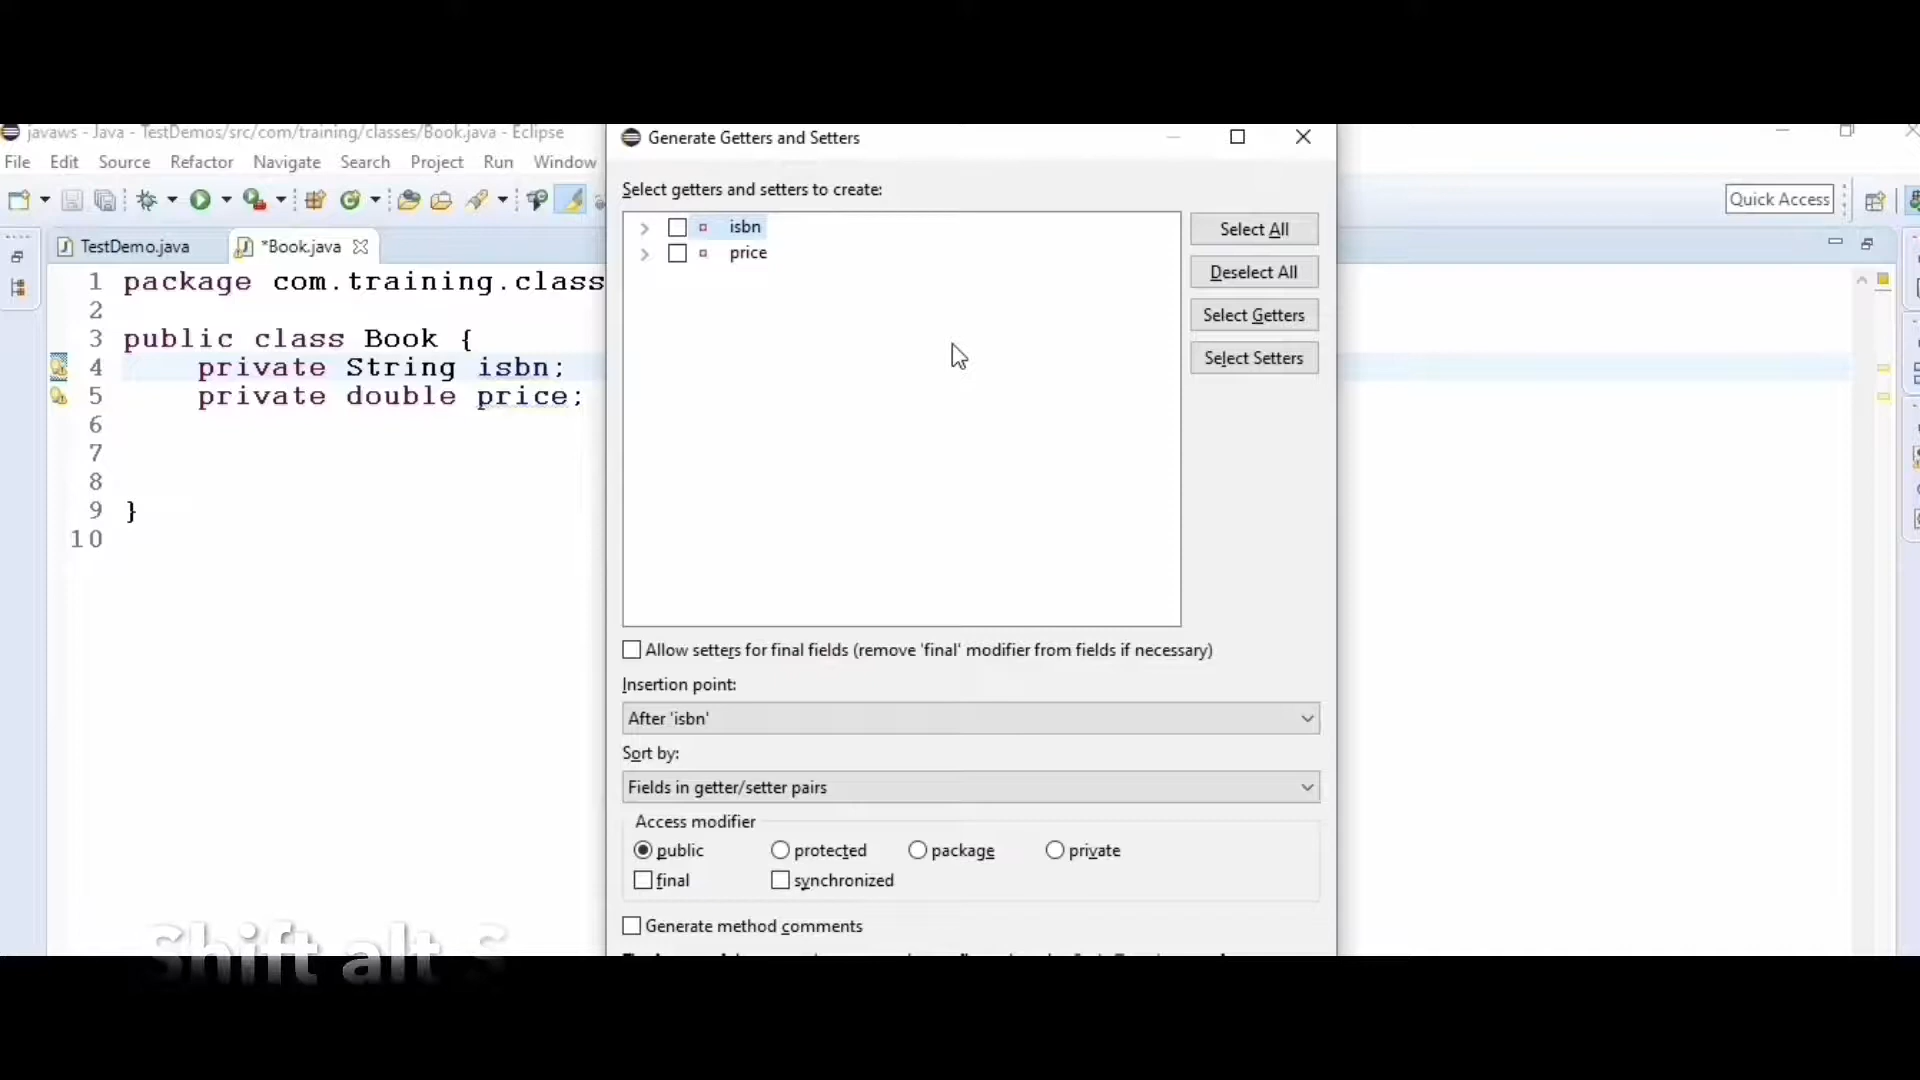 javaws - Java - TestDemos/src/com/training/classes/Book.java - Eclipse
File Edit Source Refactor Navigate Search Project Run Window
Quick Access
TestDemo.java
*Book.java
1 package com.training.class
2
3 public class Book {
4 private String isbn;
5 private double price;
6
7
8
9 }
10
Generate Getters and Setters
Select getters and setters to create:
isbn
price
Select All
Deselect All
Select Getters
Select Setters
Allow setters for final fields (remove 'final' modifier from fields if necessary)
Insertion point:
After 'isbn'
Sort by:
Fields in getter/setter pairs
Access modifier
public protected package private
final synchronized
Generate method comments
Shift alt S